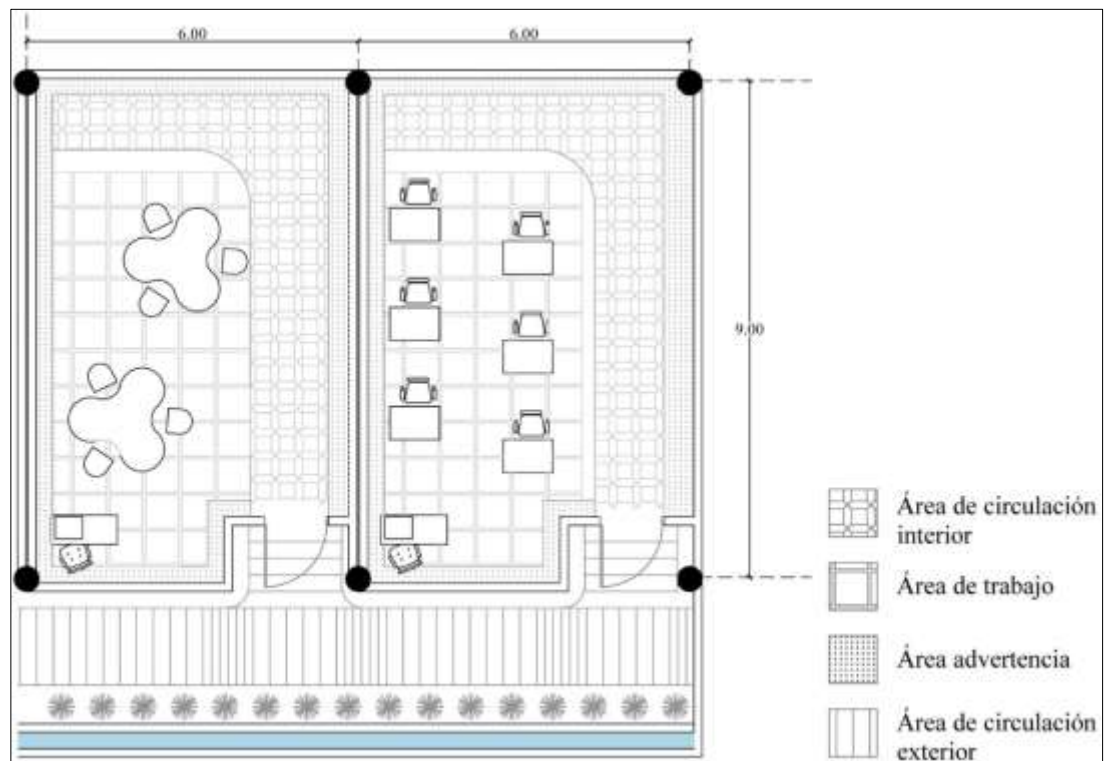 6.00
6.00
9.00
Área de circulación
interior
Área de trabajo
Área advertencia
Área de circulación
exterior